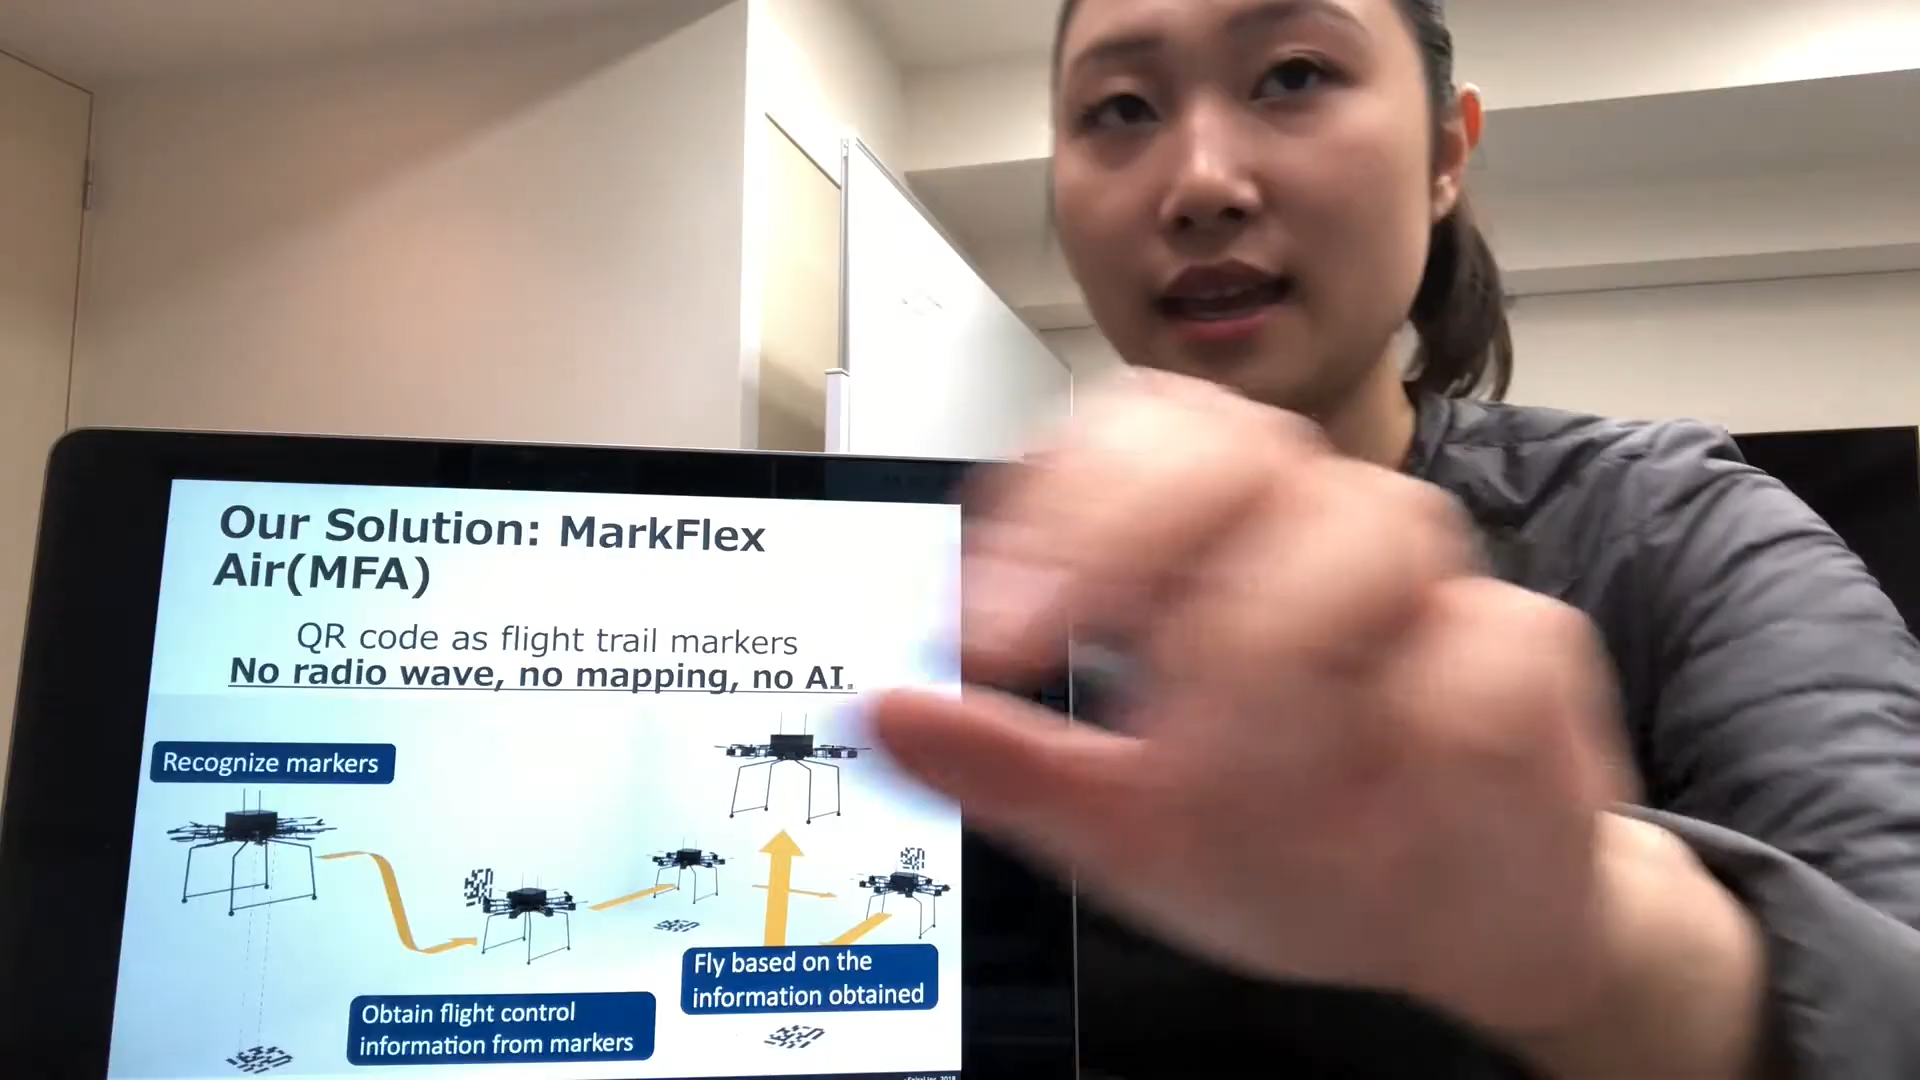 Our Solution: MarkFlex
Air(MFA)
QR code as flight trail markers
No radio wave, no mapping, no AI.
Recognize markers
Fly based on the
information obtained
Obtain flight control
information from markers